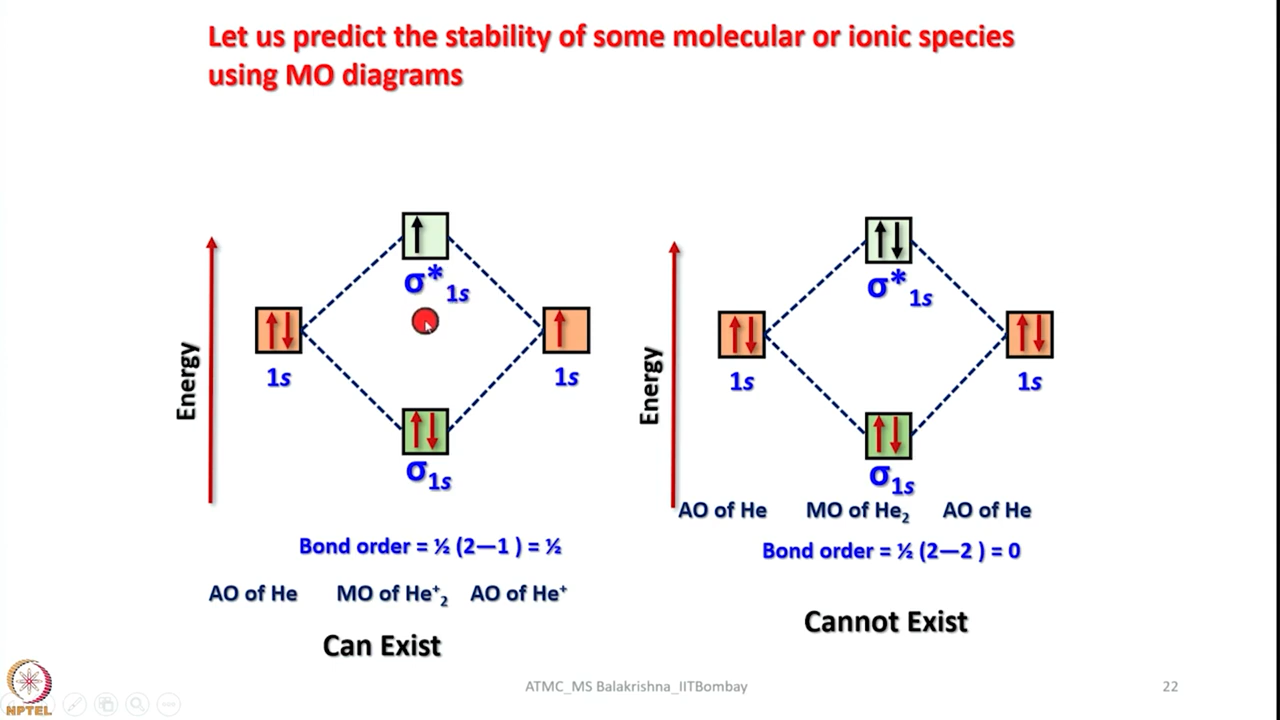 Let us predict the stability of some molecular or ionic species
using MO diagrams
Energy
1s
σ*1s
1s
σ1s
Bond order = ½ (2—1 ) = ½
AO of He MO of He⁺₂ AO of He⁺
Can Exist
Energy
1s
σ*1s
1s
σ1s
AO of He MO of He₂ AO of He
Bond order = ½ (2—2 ) = 0
Cannot Exist
NPTEL
ATMC_MS Balakrishna_IITBombay
22